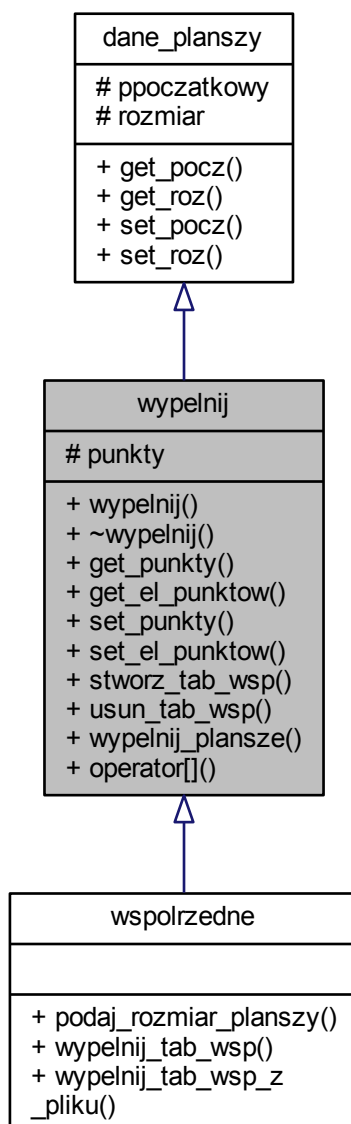 dane_planszy
# ppoczatkowy
# rozmiar
+ get_pocz()
+ get_roz()
+ set_pocz()
+ set_roz()
wypelnij
# punkty
+ wypelnij()
+ ~wypelnij()
+ get_punkty()
+ get_el_punktow()
+ set_punkty()
+ set_el_punktow()
+ stworz_tab_wsp()
+ usun_tab_wsp()
+ wypelnij_plansze()
+ operator[]()
wspolrzedne
+ podaj_rozmiar_planszy()
+ wypelnij_tab_wsp()
+ wypelnij_tab_wsp_z
_pliku()